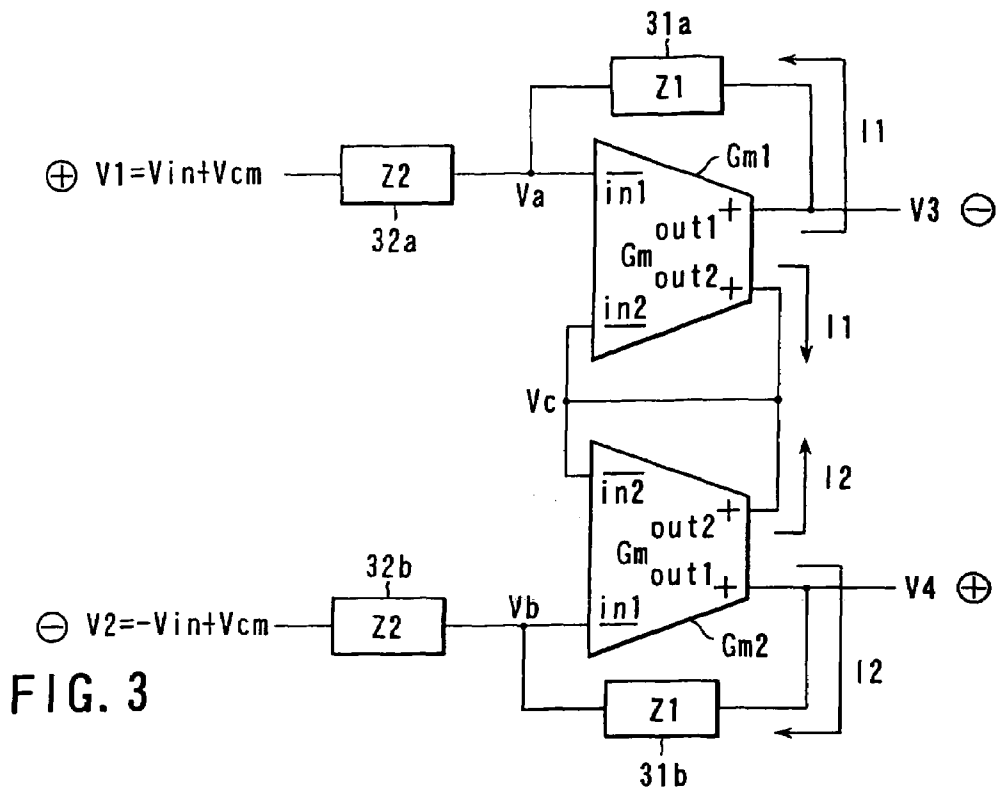 31a
Z1
I1
Gm1
⊕ V1=Vin+Vcm
Z2
32a
Va
in1
+
out1
V3 ⊖
Gm
out2
+
in2
I1
Vc
in2
+
out2
I2
Gm
out1
+
V4 ⊕
32b
Vb
in1
⊖ V2=-Vin+Vcm
Z2
Gm2
I2
FIG. 3
Z1
31b